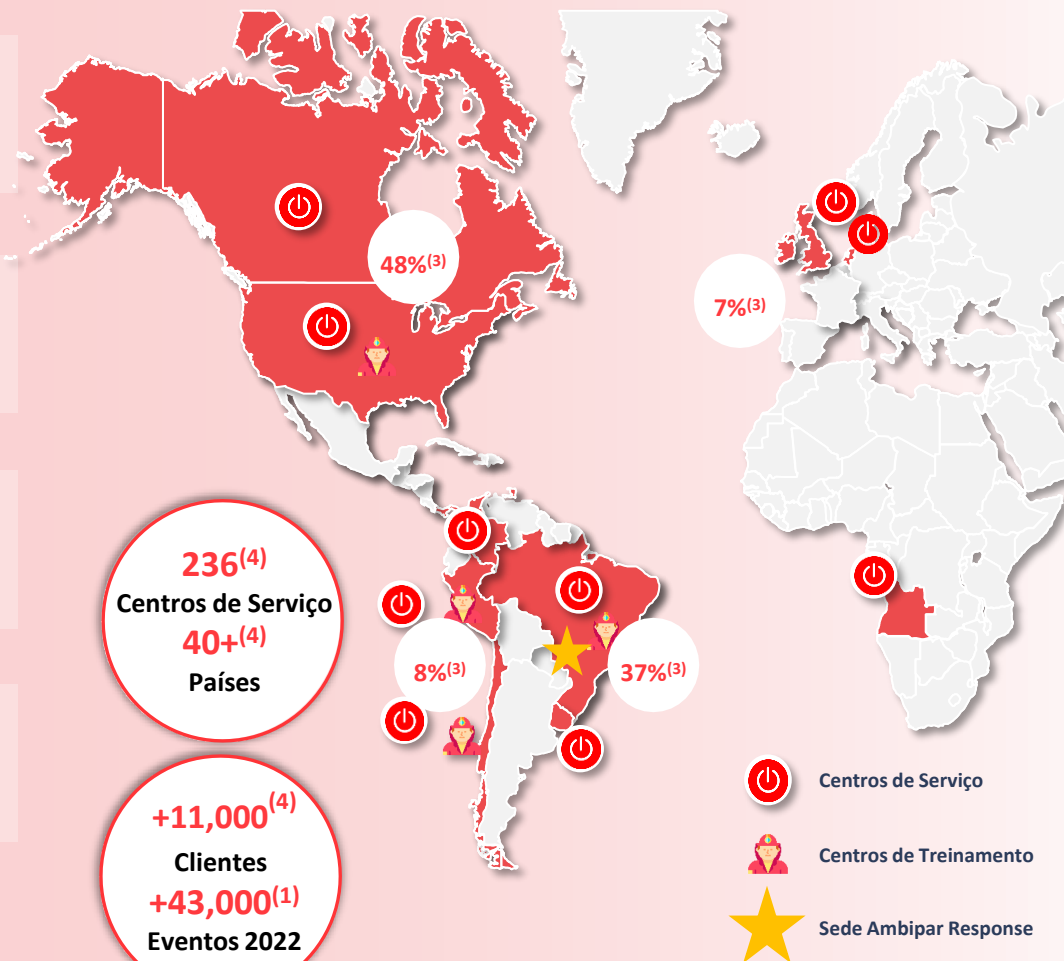 48%(3)
7%(3)
236(4)
Centros de Serviço
40+(4)
Países
8%(3)
37%(3)
+11,000(4)
Clientes
+43,000(1)
Eventos 2022
Centros de Serviço
Centros de Treinamento
Sede Ambipar Response